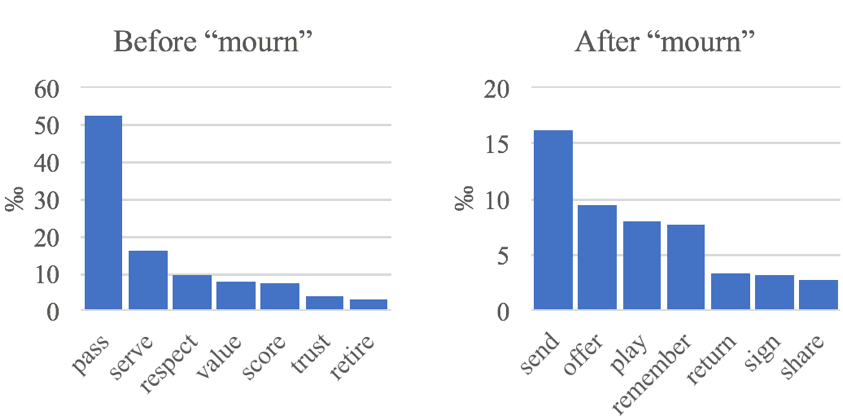 Before “mourn”
60
50
40
30
20
10
0
‰
pass
serve
respect
value
score
trust
retire
After “mourn”
20
15
10
5
0
‰
send
offer
play
remember
return
sign
share